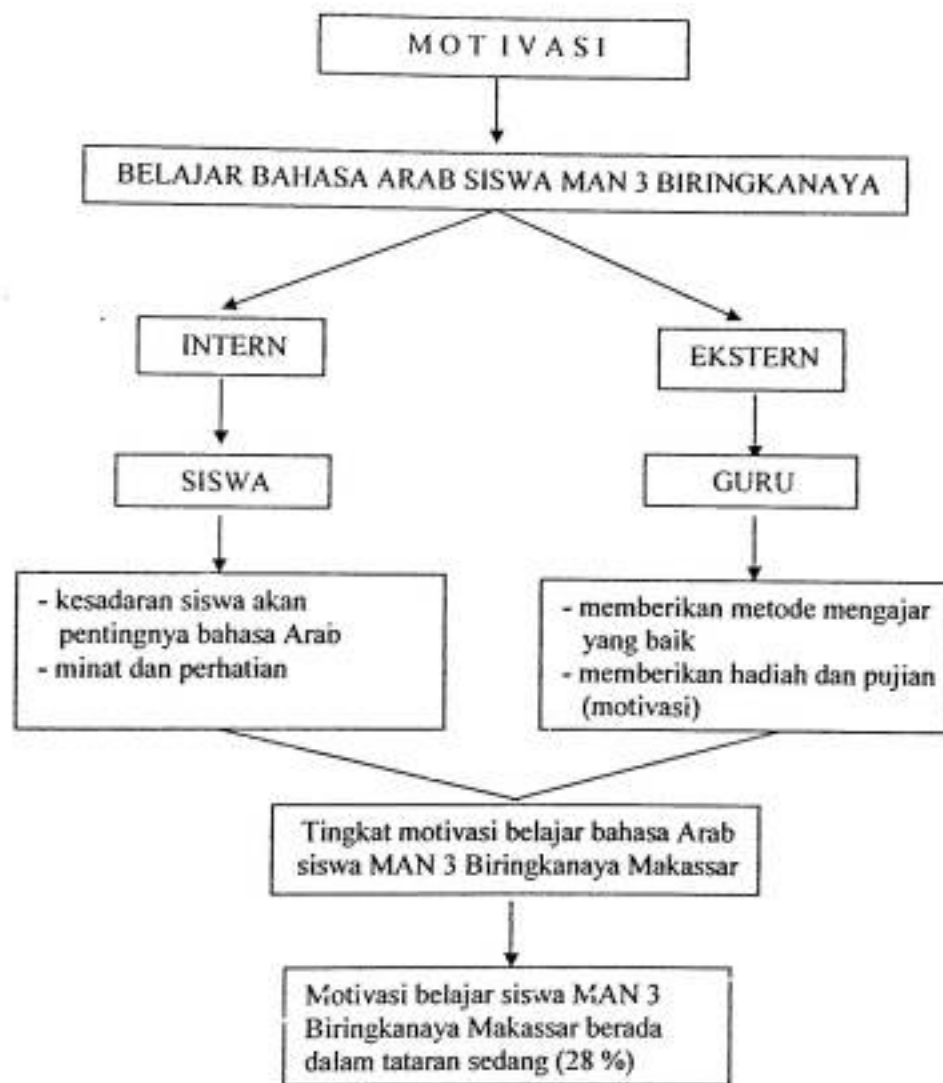 MOTIVASI
BELAJAR BAHASA ARAB SISWA MAN 3 BIRINGKANAYA
INTERN
EKSTERN
SISWA
GURU
- kesadaran siswa akan
pentingnya bahasa Arab
- minat dan perhatian
- memberikan metode mengajar
yang baik
- memberikan hadiah dan pujian
(motivasi)
Tingkat motivasi belajar bahasa Arab
siswa MAN 3 Biringkanaya Makassar
Motivasi belajar siswa MAN 3
Biringkanaya Makassar berada
dalam tataran sedang (28 %)